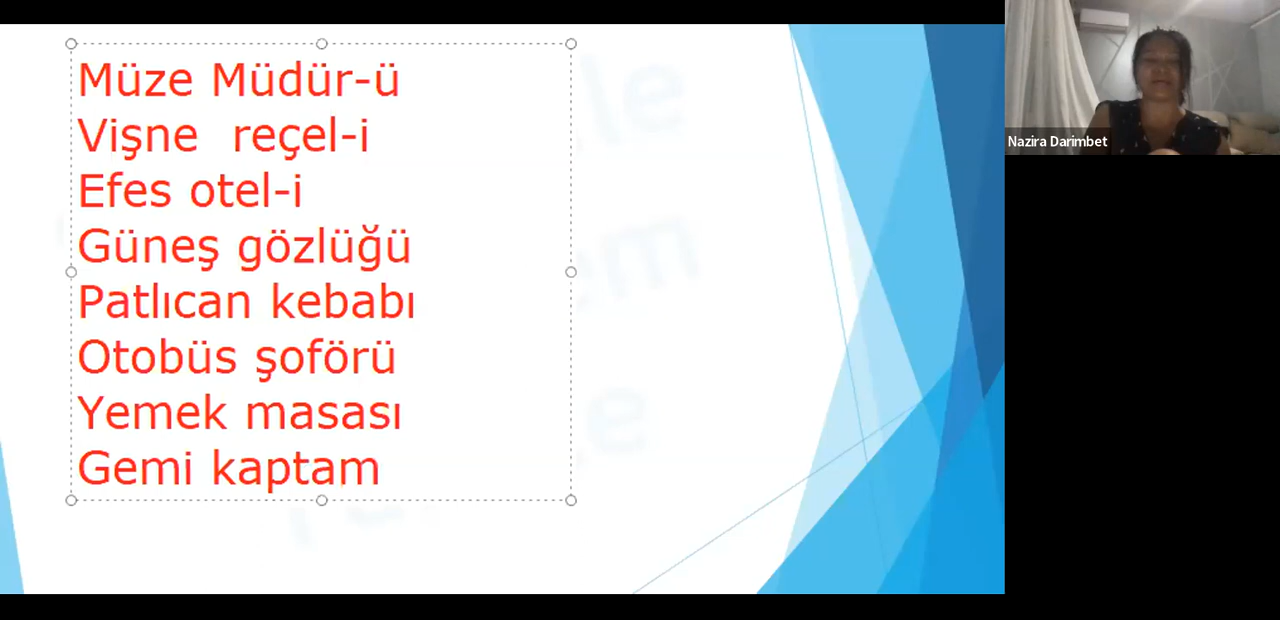 Müze Müdür-ü
Vişne reçel-i
Efes otel-i
Güneş gözlüğü
Patlıcan kebabı
Otobüs şoförü
Yemek masası
Gemi kaptam
Nazira Darimbet